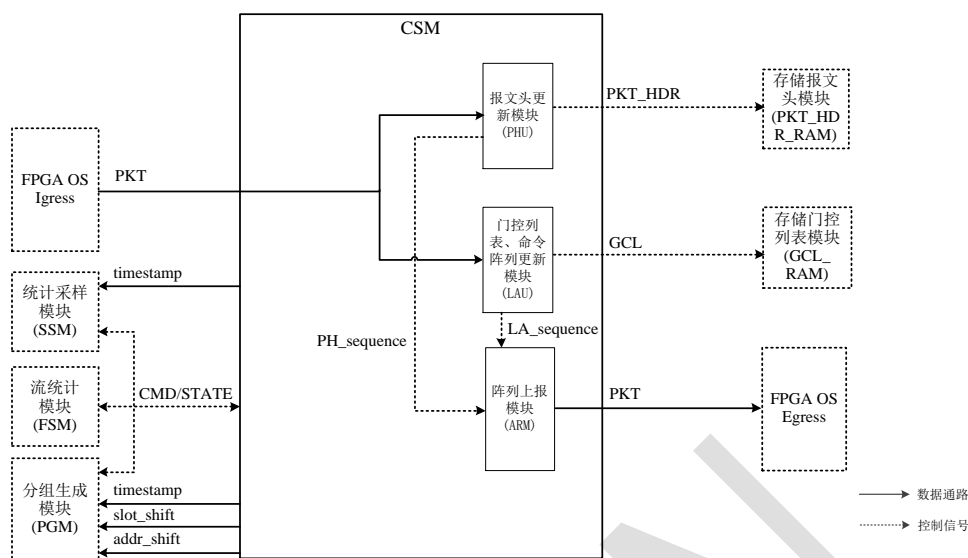 CSM
报文头更
新模块
(PHU)
PKT_HDR
存储报文
头模块
(PKT_HD
R_RAM)
FPGA OS
Igress
PKT
门控列
表、命令
阵列更新
模块
(LAU)
GCL
存储门控
列表模块
(GCL_
RAM)
timestamp
统计采样
模块
(SSM)
PH_sequence
LA_sequence
阵列上报
模块
(ARM)
PKT
FPGA OS
Egress
流统计
模块
(FSM)
CMD/STATE
分组生成
模块
(PGM)
timestamp
slot_shift
addr_shift
数据通路
控制信号